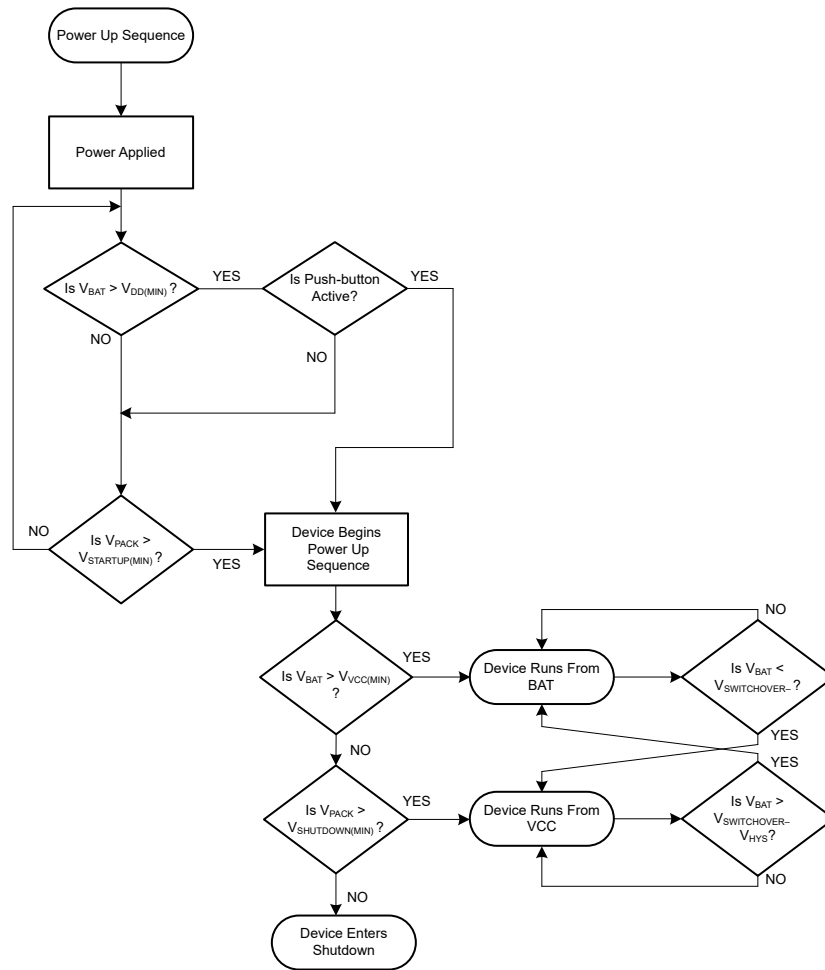 Power Up Sequence
Power Applied
Is VBAT > VDD(MIN) ?
YES
Is Push-button
Active?
YES
NO
NO
Is VPACK >
VSTARTUP(MIN) ?
NO
YES
Device Begins
Power Up
Sequence
Is VBAT > VVCC(MIN)
?
YES
Device Runs From
BAT
NO
Is VBAT <
VSWITCHOVER– ?
YES
NO
Is VPACK >
VSHUTDOWN(MIN) ?
YES
Device Runs From
VCC
YES
Is VBAT >
VSWITCHOVER–
VHYS?
NO
NO
Device Enters
Shutdown